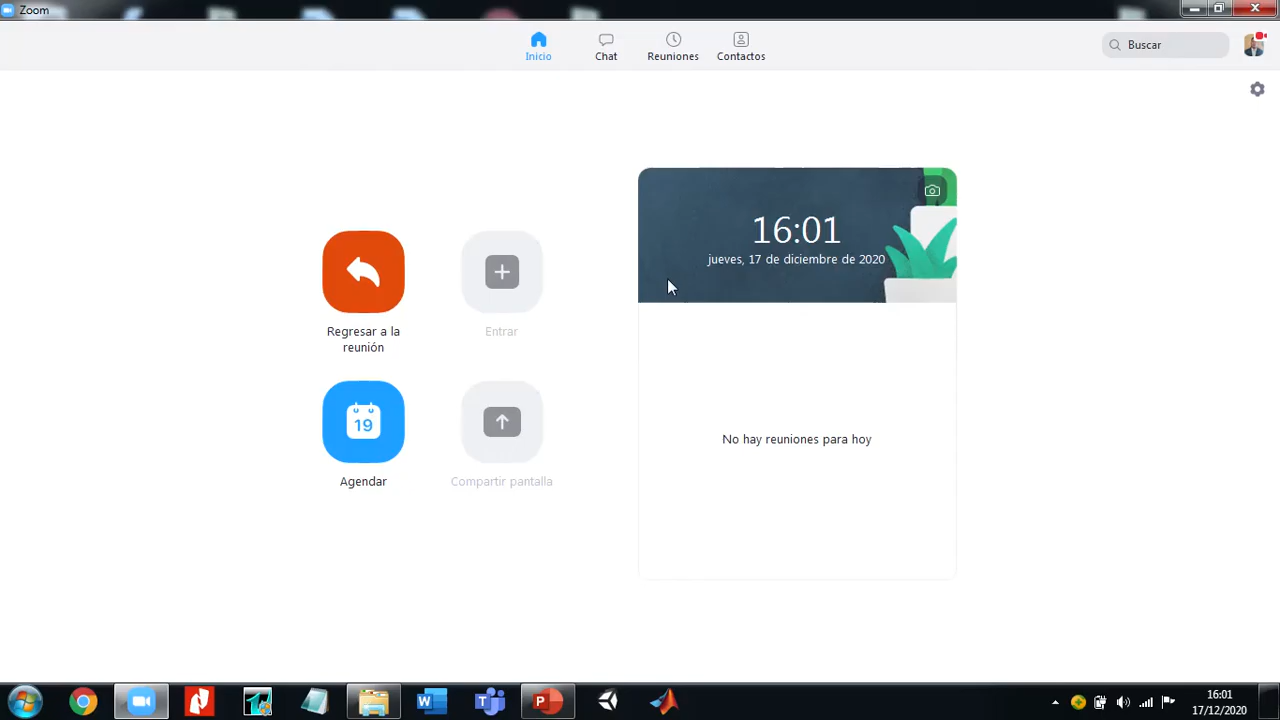 Zoom
Inicio
Chat
Reuniones
Contactos
Buscar
16:01
jueves, 17 de diciembre de 2020
Regresar a la
reunión
Entrar
19
Agendar
Compartir pantalla
No hay reuniones para hoy
16:01
17/12/2020